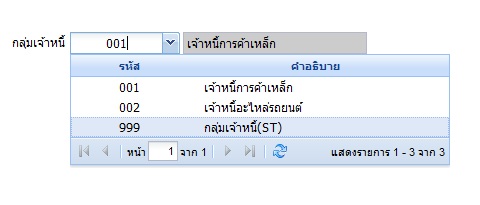 กลุ่มเจ้าหนี้ 001 เจ้าหนี้การค้าเหล็ก
รหัส คำอธิบาย
001 เจ้าหนี้การค้าเหล็ก
002 เจ้าหนี้อะไหล่รถยนต์
999 กลุ่มเจ้าหนี้(ST)
หน้า 1 จาก 1 แสดงรายการ 1 - 3 จาก 3